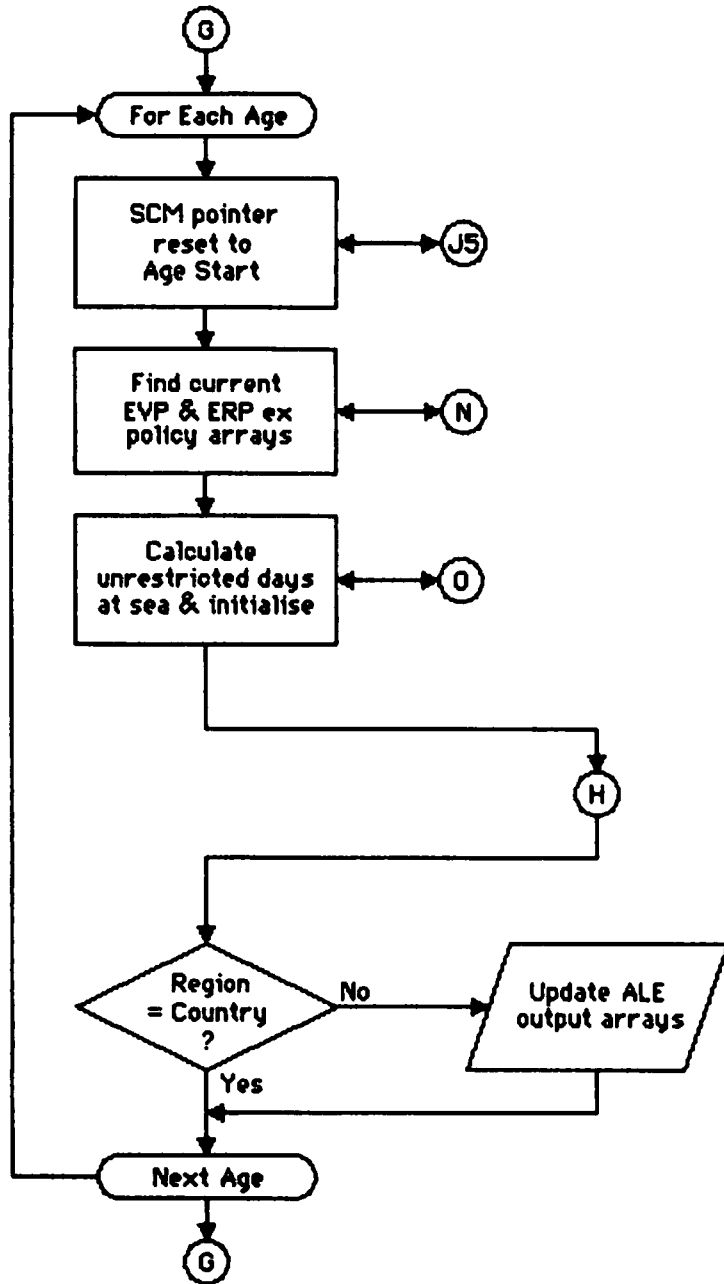 G
For Each Age
SCM pointer
reset to
Age Start
J5
Find current
EVP & ERP ex
policy arrays
N
Calculate
unrestricted days
at sea & initialise
O
H
Region
= Country
?
No
Update ALE
output arrays
Yes
Next Age
G